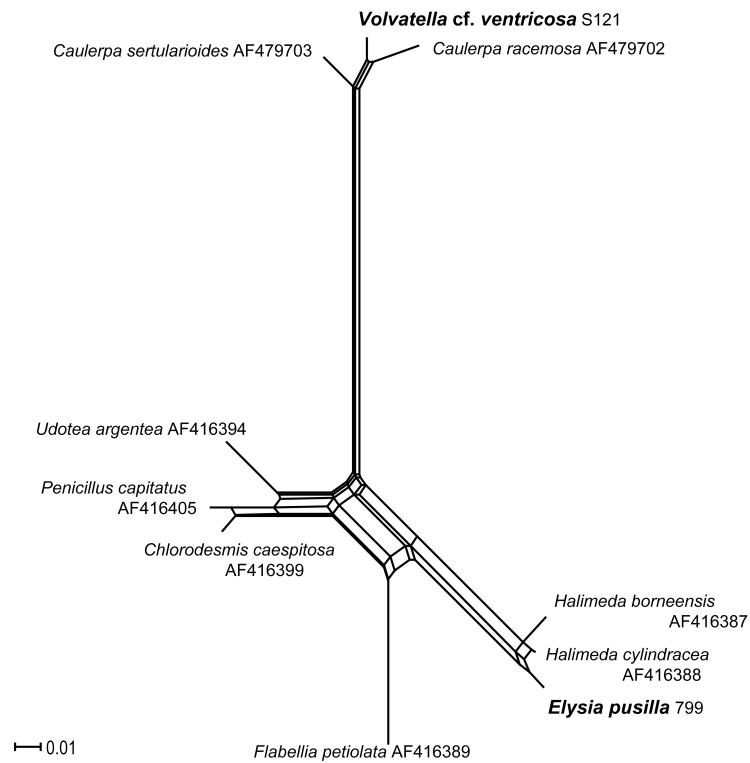 Volvatella cf. ventricosa S121
Caulerpa sertularioides AF479703
Caulerpa racemosa AF479702
Udotea argentea AF416394
Penicillus capitatus
AF416405
Chlorodesmis caespitosa
AF416399
Halimeda borneensis
AF416387
Halimeda cylindracea
AF416388
Elysia pusilla 799
0.01
Flabellia petiolata AF416389